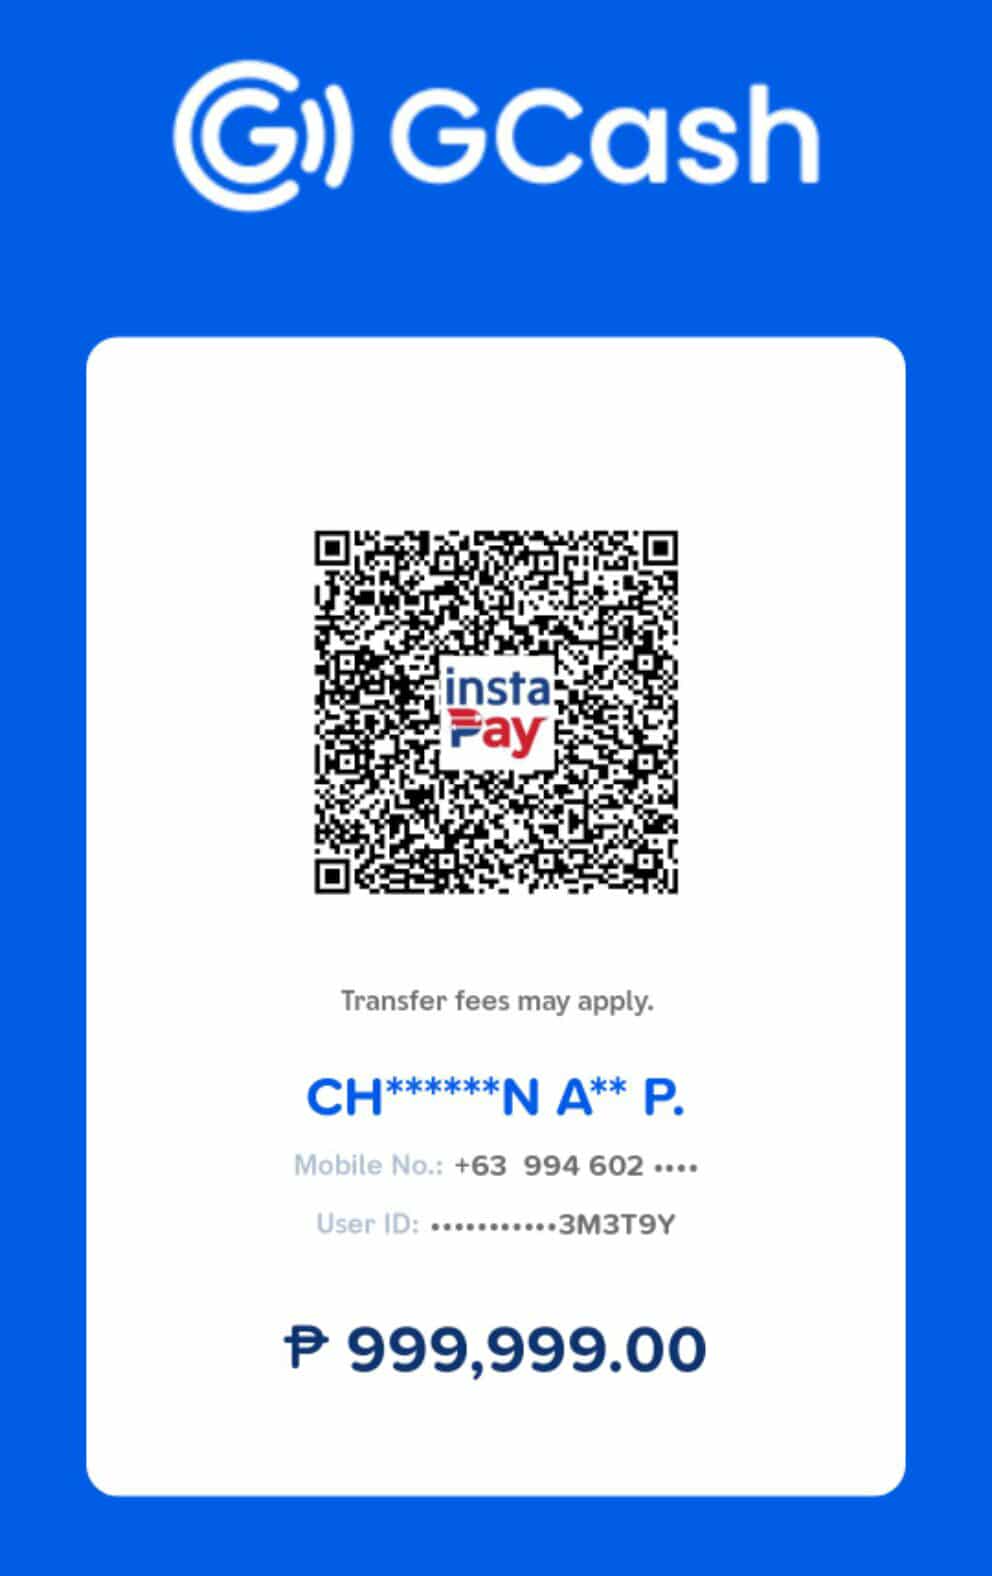 GCash
insta
Pay
Transfer fees may apply.
CH******N A** P.
Mobile No.: +63 994 602 ••••
User ID: •••••••••••3M3T9Y
₱ 999,999.00